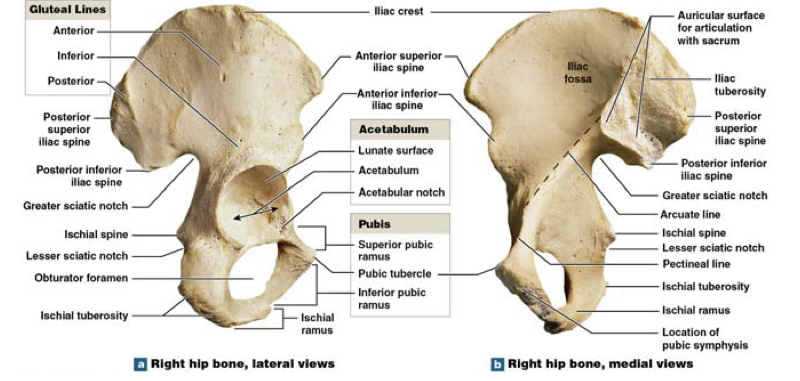 Gluteal Lines
Anterior
Inferior
Posterior
Posterior
superior
iliac spine
Posterior inferior
iliac spine
Greater sciatic notch
Ischial spine
Lesser sciatic notch
Obturator foramen
Ischial tuberosity
Iliac crest
Anterior superior
iliac spine
Anterior inferior
iliac spine
Acetabulum
Lunate surface
Acetabulum
Acetabular notch
Pubis
Superior pubic
ramus
Pubic tubercle
Inferior pubic
ramus
Ischial
ramus
Iliac
fossa
Auricular surface
for articulation
with sacrum
Iliac
tuberosity
Posterior
superior
iliac spine
Posterior inferior
iliac spine
Greater sciatic notch
Arcuate line
Ischial spine
Lesser sciatic notch
Pectineal line
Ischial tuberosity
Ischial ramus
Location of
pubic symphysis
a Right hip bone, lateral views
b Right hip bone, medial views